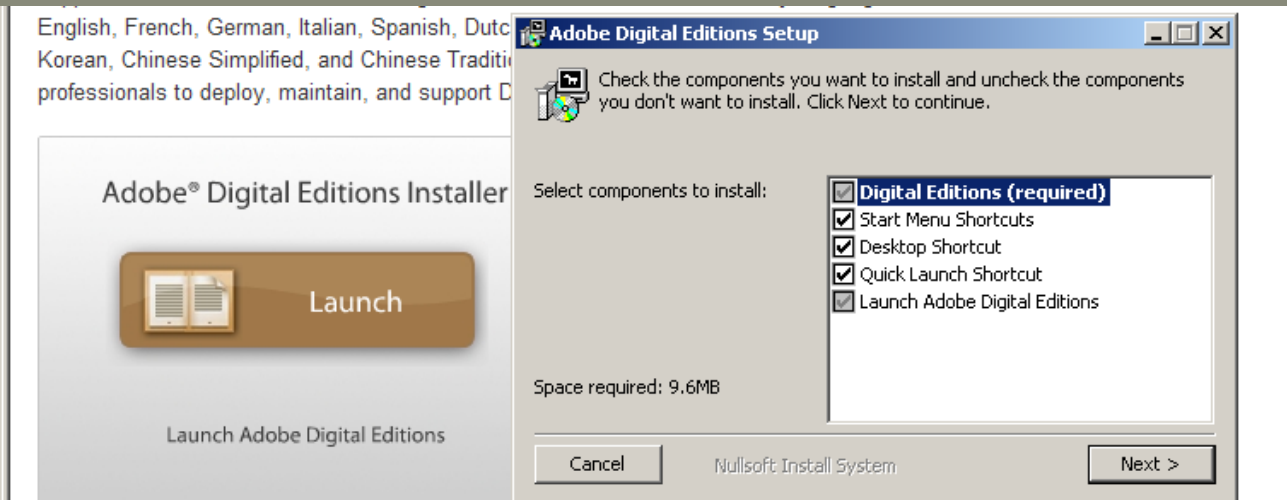 English, French, German, Italian, Spanish, Dutc
Korean, Chinese Simplified, and Chinese Traditi
professionals to deploy, maintain, and support D
Adobe® Digital Editions Installer
Launch
Launch Adobe Digital Editions
Adobe Digital Editions Setup
Check the components you want to install and uncheck the components
you don't want to install. Click Next to continue.
Select components to install:
Digital Editions (required)
Start Menu Shortcuts
Desktop Shortcut
Quick Launch Shortcut
Launch Adobe Digital Editions
Space required: 9.6MB
Cancel
Nullsoft Install System
Next >